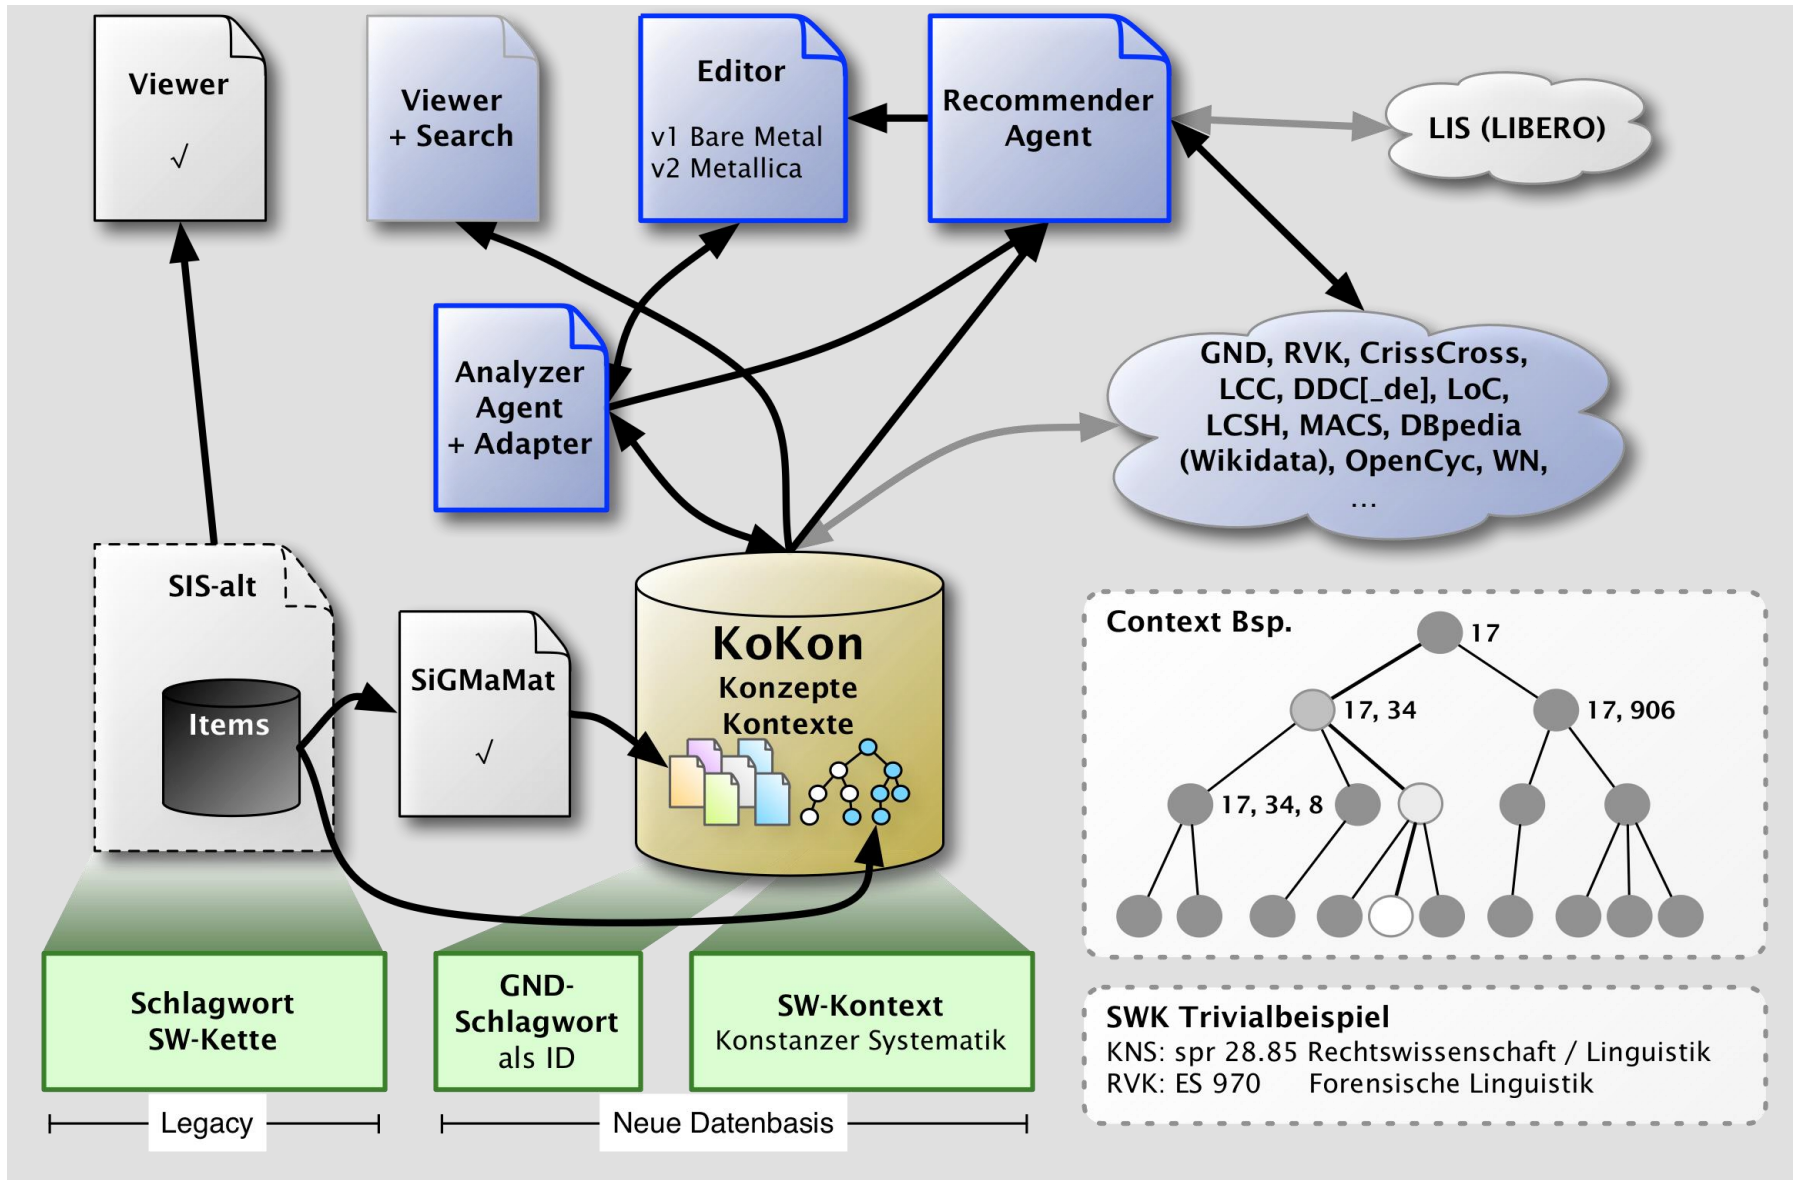 Viewer
√
Viewer
+ Search
Editor
v1 Bare Metal
v2 Metallica
Recommender
Agent
LIS (LIBERO)
Analyzer
Agent
+ Adapter
GND, RVK, CrissCross,
LCC, DDC[_de], LoC,
LCSH, MACS, DBpedia
(Wikidata), OpenCyc, WN,
...
SIS-alt
Items
SiGMaMat
√
KoKon
Konzepte
Kontexte
Context Bsp.
17
17, 34
17, 906
17, 34, 8
Schlagwort
SW-Kette
GND-
Schlagwort
als ID
SW-Kontext
Konstanzer Systematik
SWK Trivialbeispiel
KNS: spr 28.85 Rechtswissenschaft / Linguistik
RVK: ES 970 Forensische Linguistik
Legacy
Neue Datenbasis